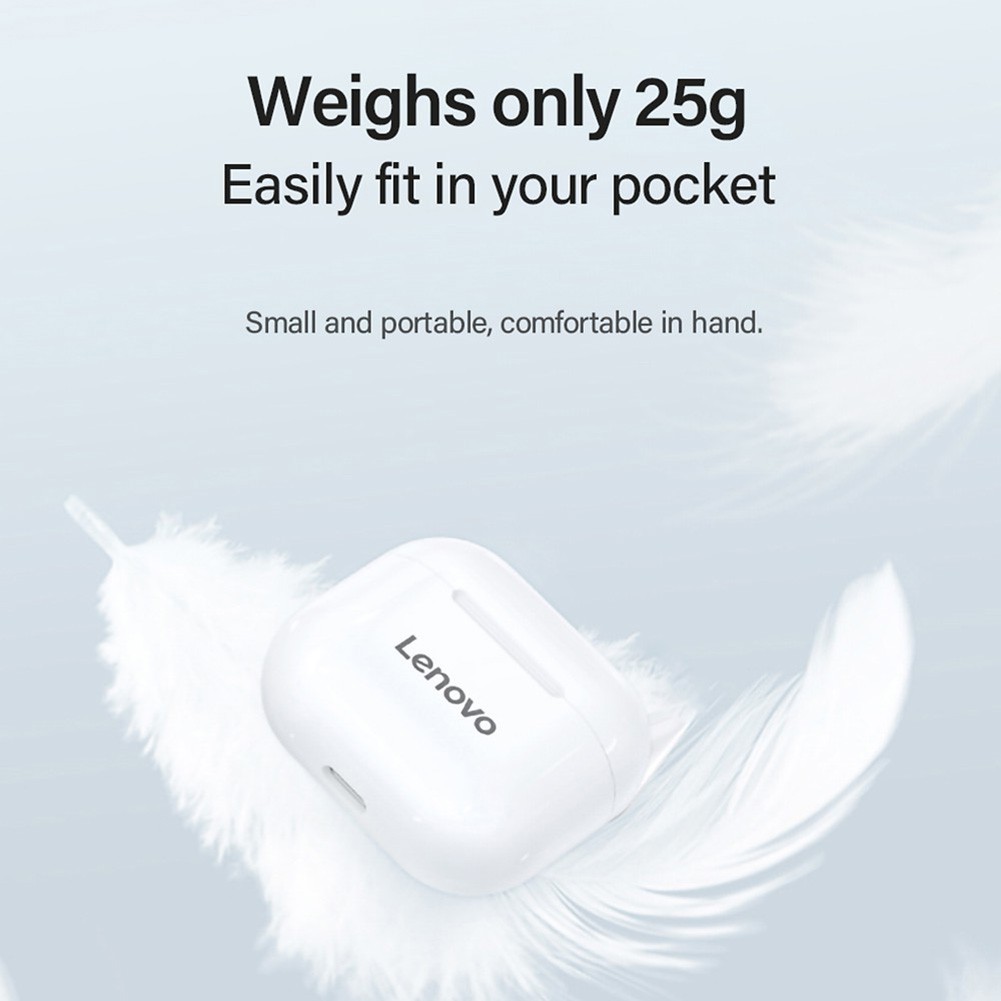 Weighs only 25g
Easily fit in your pocket
Small and portable, comfortable in hand.
Lenovo